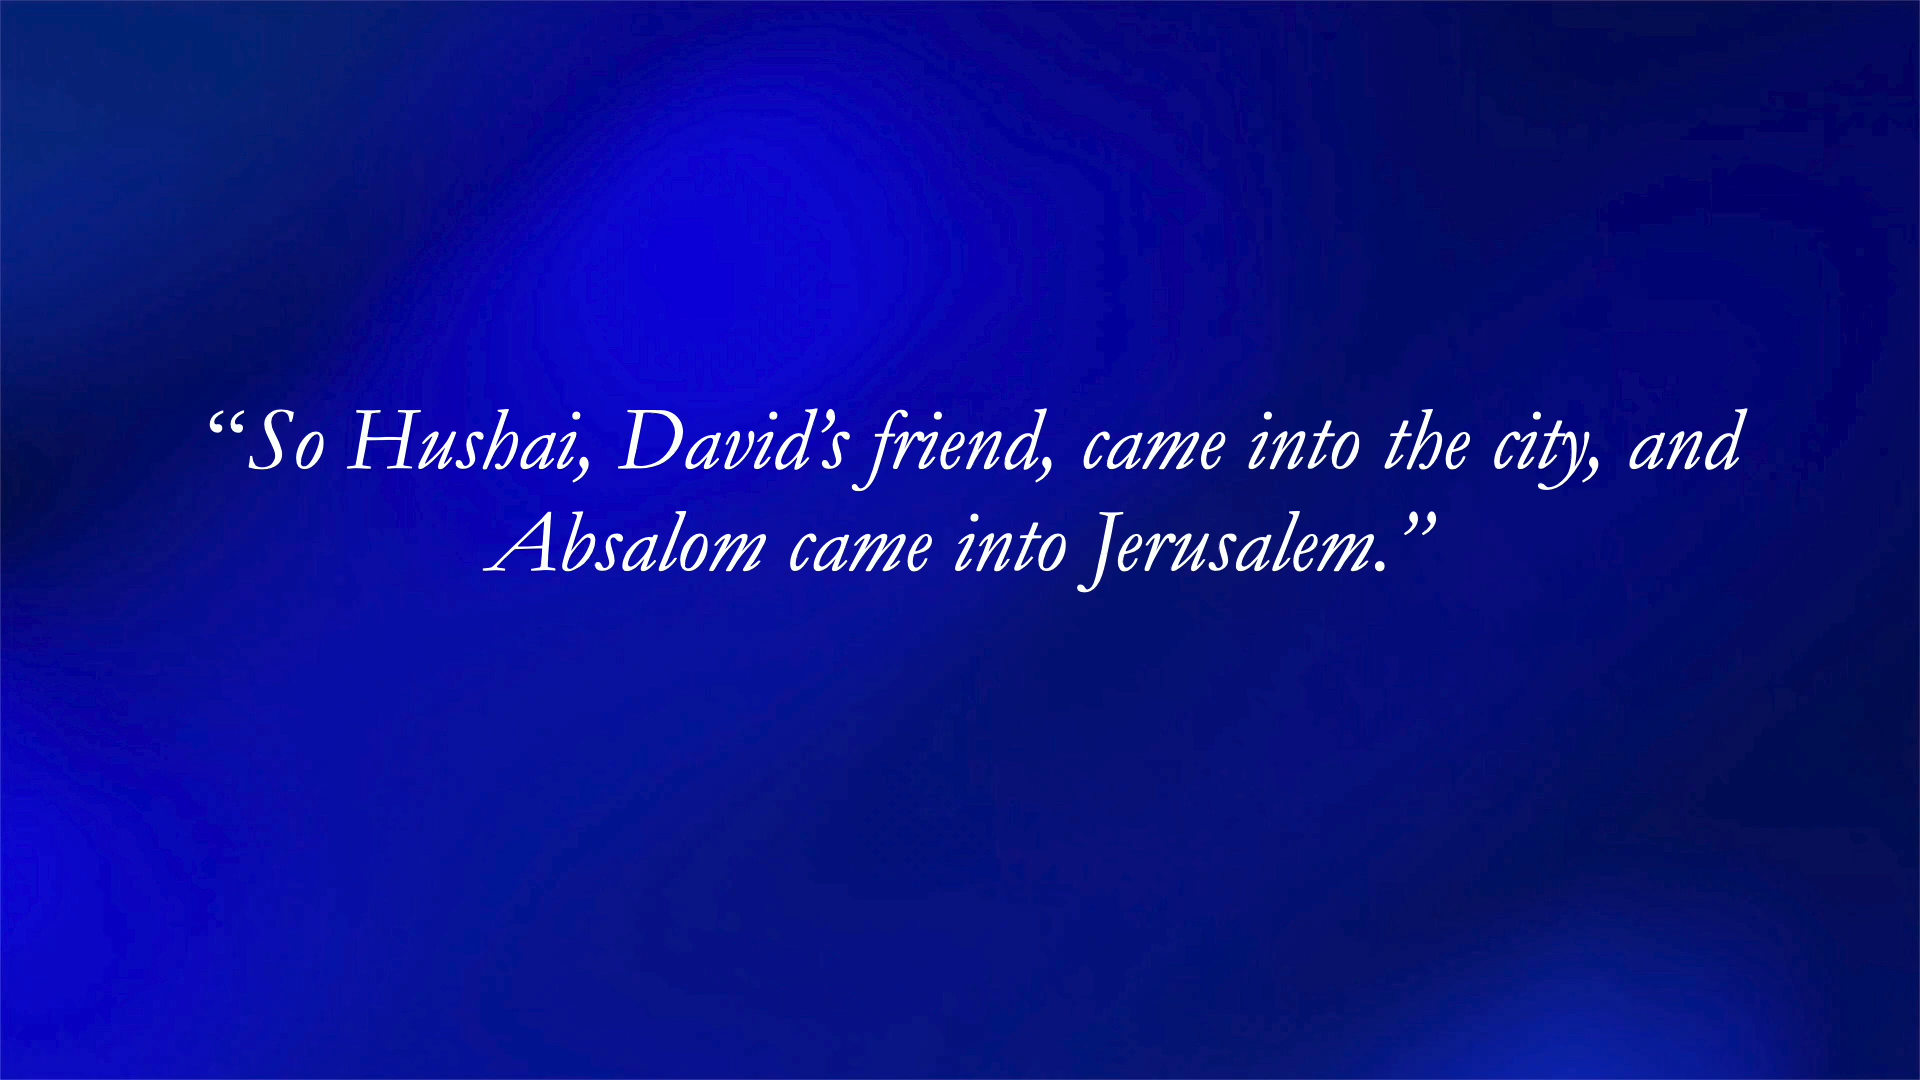 “So Hushai, David’s friend, came into the city, and
Absalom came into Jerusalem.”